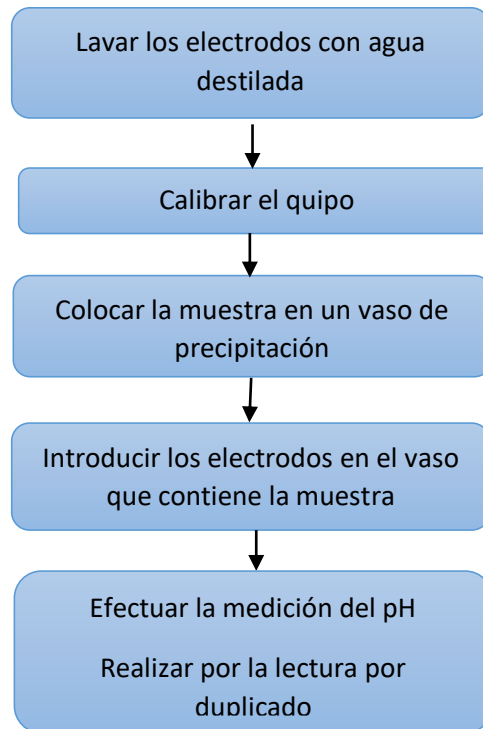 Lavar los electrodos con agua
destilada
Calibrar el quipo
Colocar la muestra en un vaso de
precipitación
Introducir los electrodos en el vaso
que contiene la muestra
Efectuar la medición del pH
Realizar por la lectura por
duplicado